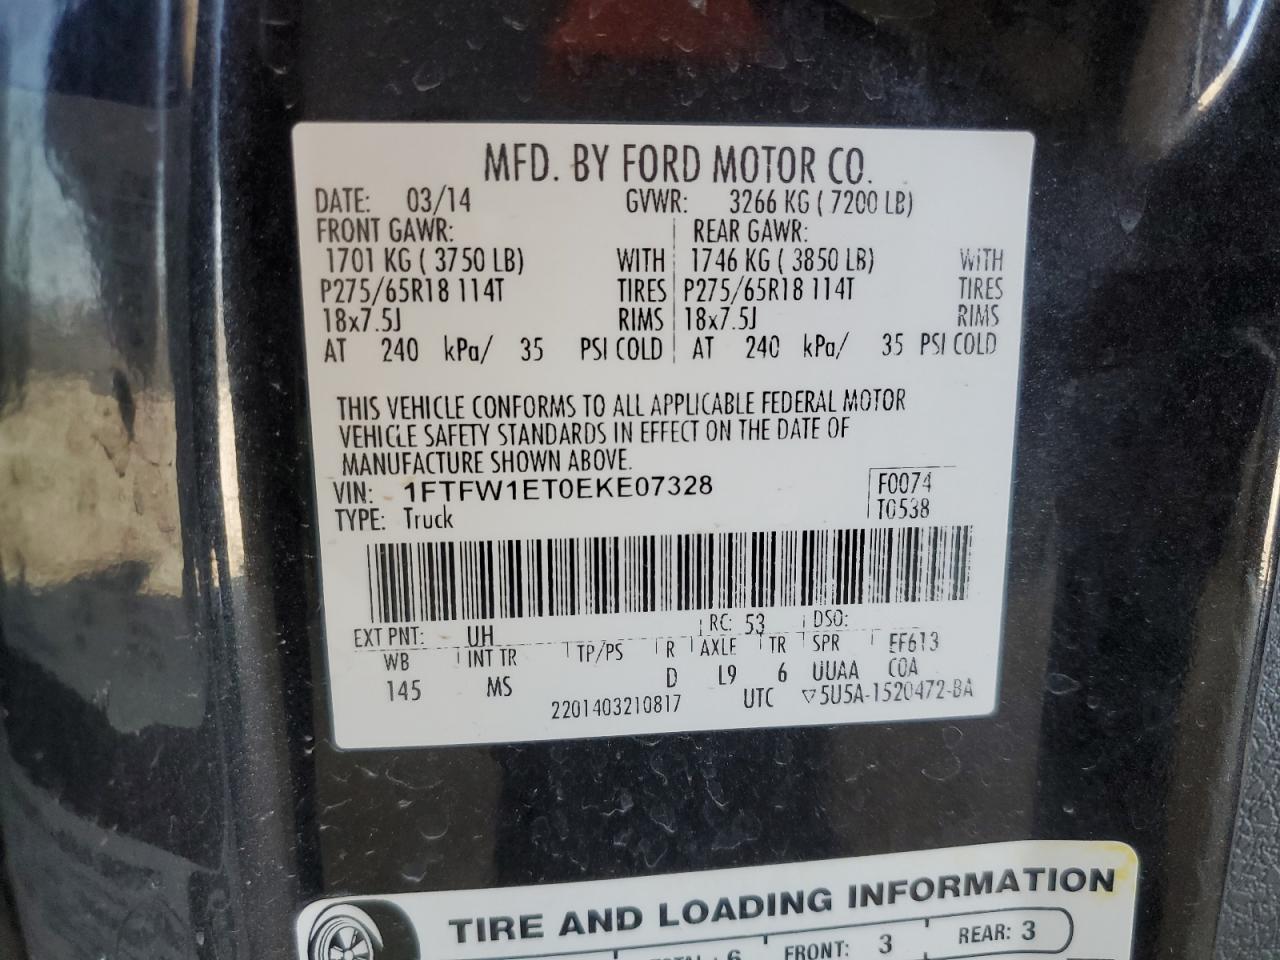 MFD. BY FORD MOTOR CO.
DATE: 03/14 GVWR: 3266 KG ( 7200 LB)
FRONT GAWR: REAR GAWR:
1701 KG ( 3750 LB) WITH 1746 KG ( 3850 LB) WITH
P275/65R18 114T TIRES P275/65R18 114T TIRES
18x7.5J RIMS 18x7.5J RIMS
AT 240 kPa/ 35 PSI COLD AT 240 kPa/ 35 PSI COLD
THIS VEHICLE CONFORMS TO ALL APPLICABLE FEDERAL MOTOR
VEHICLE SAFETY STANDARDS IN EFFECT ON THE DATE OF
MANUFACTURE SHOWN ABOVE.
VIN: 1FTFW1ET0EKE07328 F0074
TYPE: Truck T0538
EXT PNT: UH RC: 53 DSO:
WB INT TR TP/PS R AXLE TR SPR EF613
145 MS D L9 6 UUAA COA
2201403210817 UTC ▽5U5A-1520472-BA
TIRE AND LOADING INFORMATION
6 FRONT: 3 REAR: 3